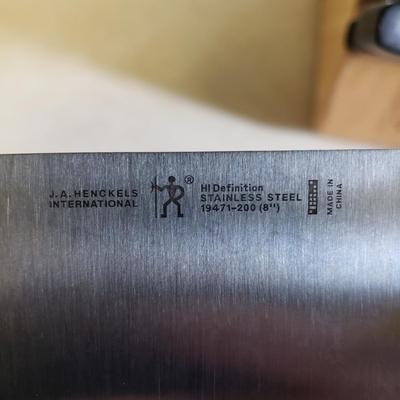 J.A. HENCKELS
INTERNATIONAL
®
HI Definition
STAINLESS STEEL
19471-200 (8")
MADE IN
CHINA